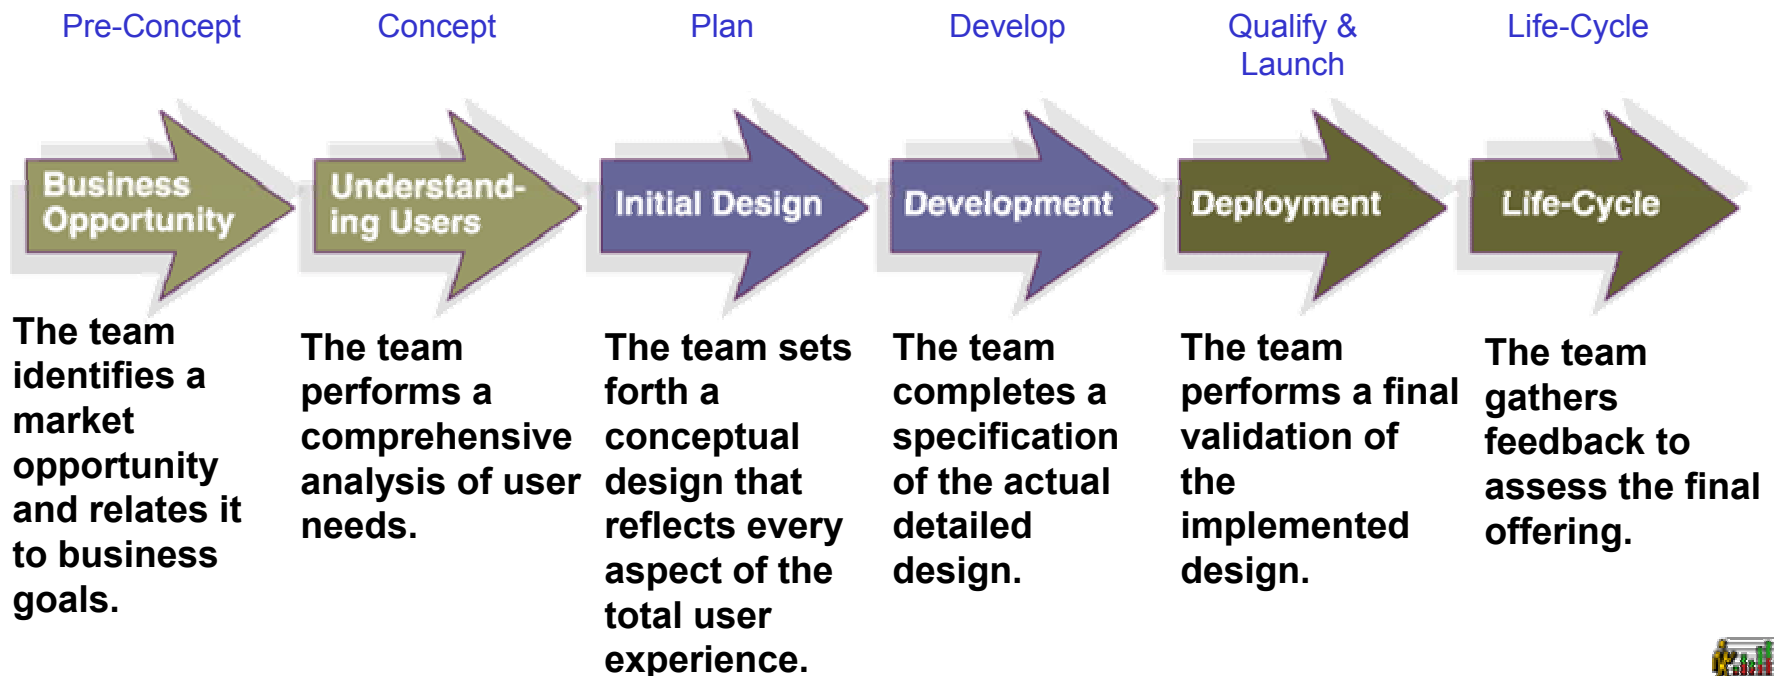 Pre-Concept
Concept
Plan
Develop
Qualify &
Launch
Life-Cycle
Business
Opportunity
Understand-
ing Users
Initial Design
Development
Deployment
Life-Cycle
The team
identifies a
market
opportunity
and relates it
to business
goals.
The team
performs a
comprehensive
analysis of user
needs.
The team sets
forth a
conceptual
design that
reflects every
aspect of the
total user
experience.
The team
completes a
specification
of the actual
detailed
design.
The team
performs a final
validation of
the
implemented
design.
The team
gathers
feedback to
assess the final
offering.